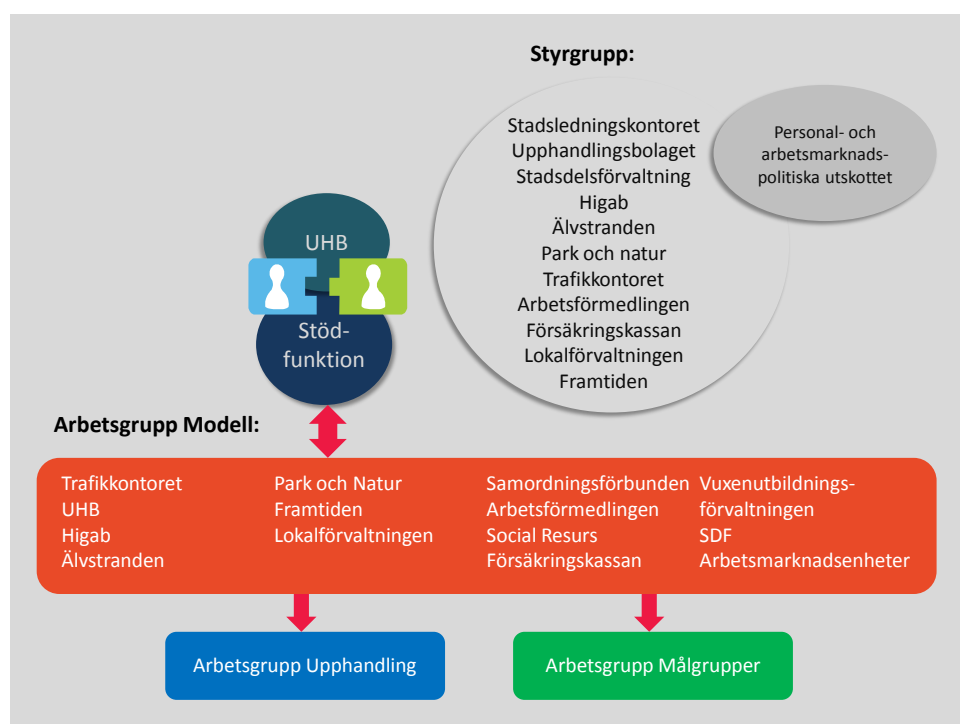 Styrgrupp:
Stadsledningskontoret
Upphandlingsbolaget
Stadsdelsförvaltning
Higab
Älvstranden
Park och natur
Trafikkontoret
Arbetsförmedlingen
Försäkringskassan
Lokalförvaltningen
Framtiden
Personal- och
arbetsmarknads-
politiska utskottet
UHB
Stöd-
funktion
Arbetsgrupp Modell:
Trafikkontoret
UHB
Higab
Älvstranden
Park och Natur
Framtiden
Lokalförvaltningen
Samordningsförbunden
Arbetsförmedlingen
Social Resurs
Försäkringskassan
Vuxenutbildnings-
förvaltningen
SDF
Arbetsmarknadsenheter
Arbetsgrupp Upphandling
Arbetsgrupp Målgrupper